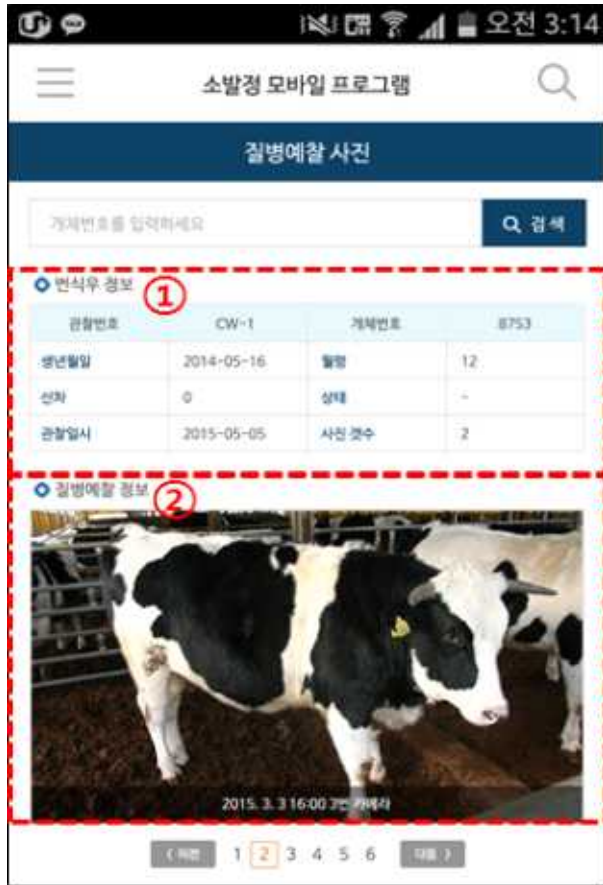 오전 3:14
소발정 모바일 프로그램
질병예찰 사진
개체번호를 입력하세요 검색
번식우 정보 ①
관찰번호 CW-1 개체번호 8753
생년월일 2014-05-16 월령 12
산차 0 상태 -
관찰일시 2015-05-05 사진 갯수 2
질병예찰 정보 ②
2015. 3. 3 16:00 3번 카메라
< 이전 1 2 3 4 5 6 다음 >